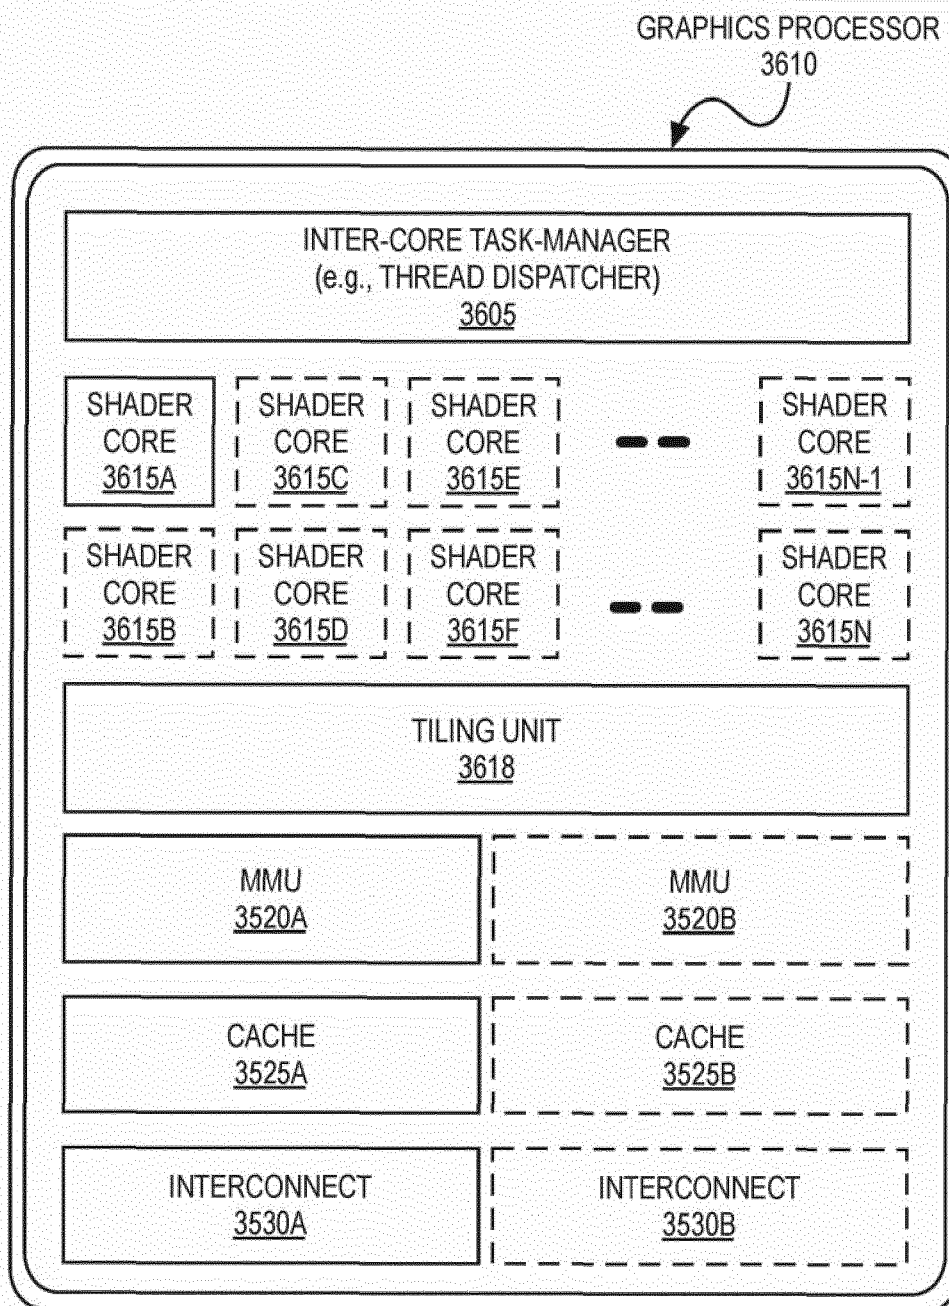 GRAPHICS PROCESSOR
3610
INTER-CORE TASK-MANAGER
(e.g., THREAD DISPATCHER)
3605
SHADER
CORE
3615A
SHADER
CORE
3615C
SHADER
CORE
3615E
SHADER
CORE
3615N-1
SHADER
CORE
3615B
SHADER
CORE
3615D
SHADER
CORE
3615F
SHADER
CORE
3615N
TILING UNIT
3618
MMU
3520A
MMU
3520B
CACHE
3525A
CACHE
3525B
INTERCONNECT
3530A
INTERCONNECT
3530B